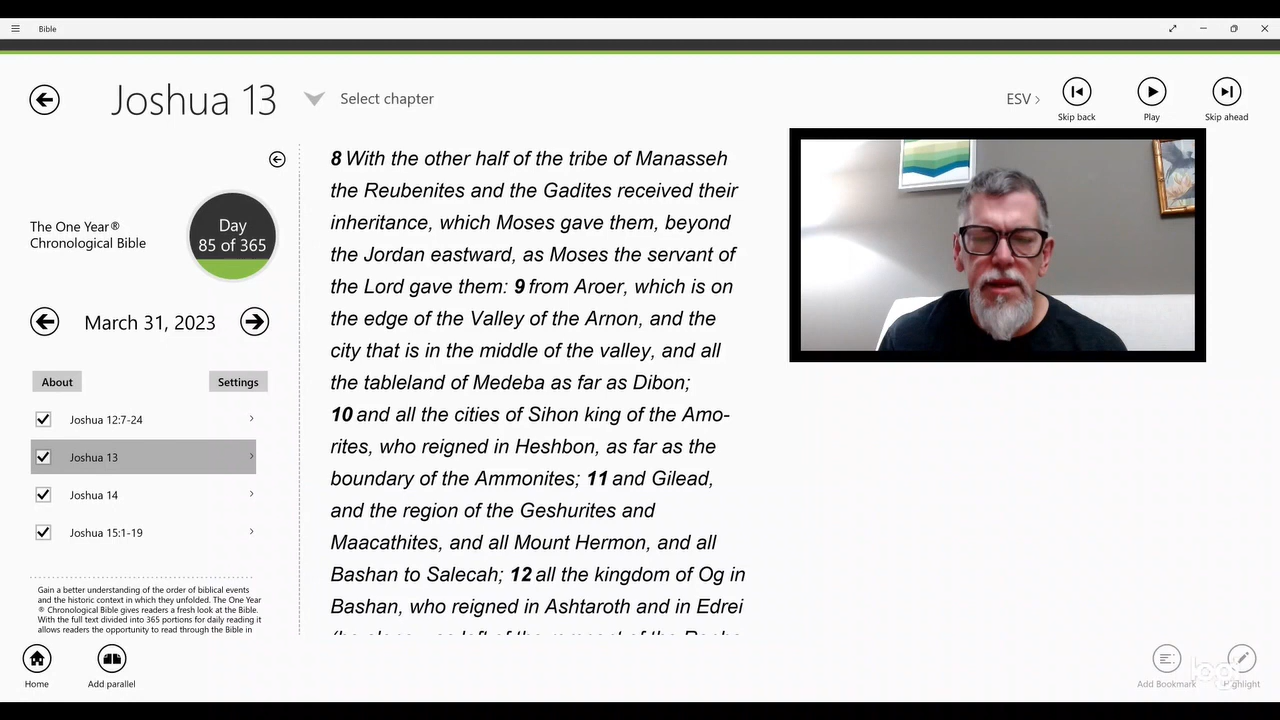 Bible
Joshua 13
Select chapter
ESV
Skip back
Play
Skip ahead
The One Year®
Chronological Bible
Day
85 of 365
March 31, 2023
About
Settings
Joshua 12:7-24
Joshua 13
Joshua 14
Joshua 15:1-19
Gain a better understanding of the order of biblical events
and the historic context in which they unfolded. The One Year
® Chronological Bible gives readers a fresh look at the Bible.
With the full text divided into 365 portions for daily reading it
allows readers the opportunity to read through the Bible in
8 With the other half of the tribe of Manasseh
the Reubenites and the Gadites received their
inheritance, which Moses gave them, beyond
the Jordan eastward, as Moses the servant of
the Lord gave them: 9 from Aroer, which is on
the edge of the Valley of the Arnon, and the
city that is in the middle of the valley, and all
the tableland of Medeba as far as Dibon;
10 and all the cities of Sihon king of the Amo-
rites, who reigned in Heshbon, as far as the
boundary of the Ammonites; 11 and Gilead,
and the region of the Geshurites and
Maacathites, and all Mount Hermon, and all
Bashan to Salecah; 12 all the kingdom of Og in
Bashan, who reigned in Ashtaroth and in Edrei
Home
Add parallel
Add Bookmark
Highlight
logi